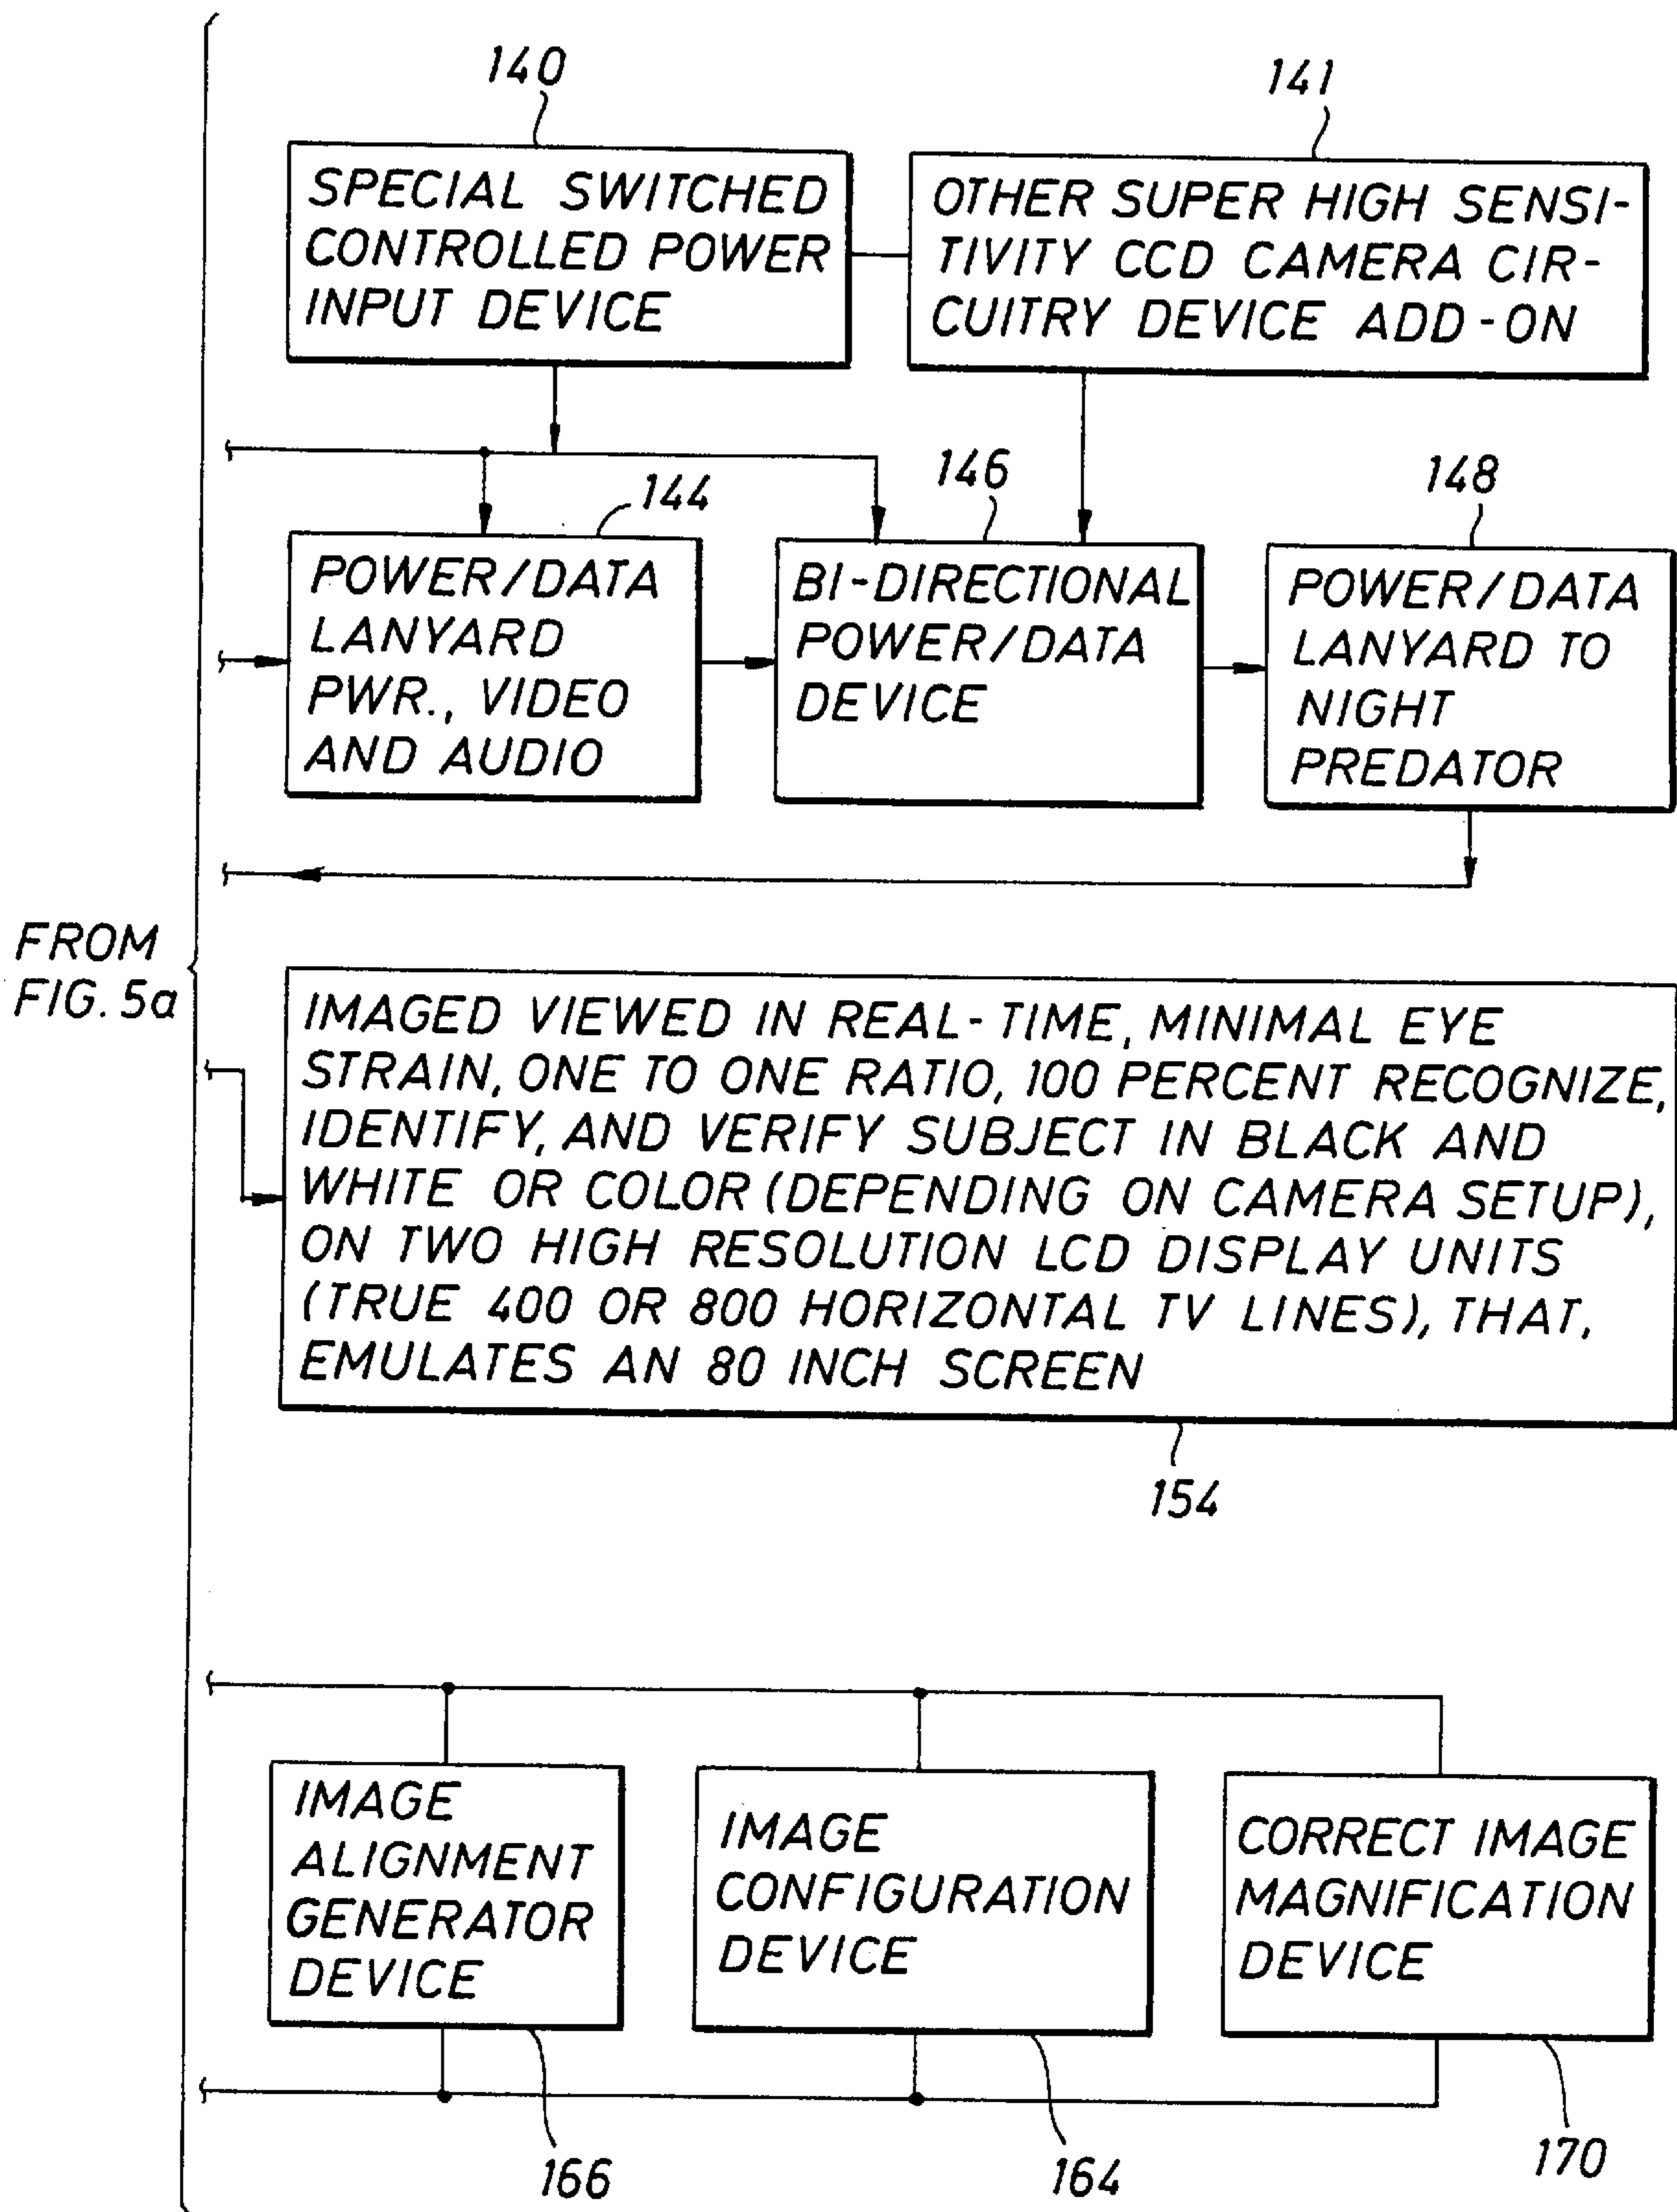 140
141
SPECIAL SWITCHED
CONTROLLED POWER
INPUT DEVICE
OTHER SUPER HIGH SENSI-
TIVITY CCD CAMERA CIR-
CUITRY DEVICE ADD-ON
144
146
148
POWER/DATA
LANYARD
PWR., VIDEO
AND AUDIO
BI-DIRECTIONAL
POWER/DATA
DEVICE
POWER/DATA
LANYARD TO
NIGHT
PREDATOR
FROM
FIG. 5a
IMAGED VIEWED IN REAL-TIME, MINIMAL EYE
STRAIN, ONE TO ONE RATIO, 100 PERCENT RECOGNIZE,
IDENTIFY, AND VERIFY SUBJECT IN BLACK AND
WHITE OR COLOR (DEPENDING ON CAMERA SETUP),
ON TWO HIGH RESOLUTION LCD DISPLAY UNITS
(TRUE 400 OR 800 HORIZONTAL TV LINES), THAT,
EMULATES AN 80 INCH SCREEN
154
IMAGE
ALIGNMENT
GENERATOR
DEVICE
IMAGE
CONFIGURATION
DEVICE
CORRECT IMAGE
MAGNIFICATION
DEVICE
166
164
170